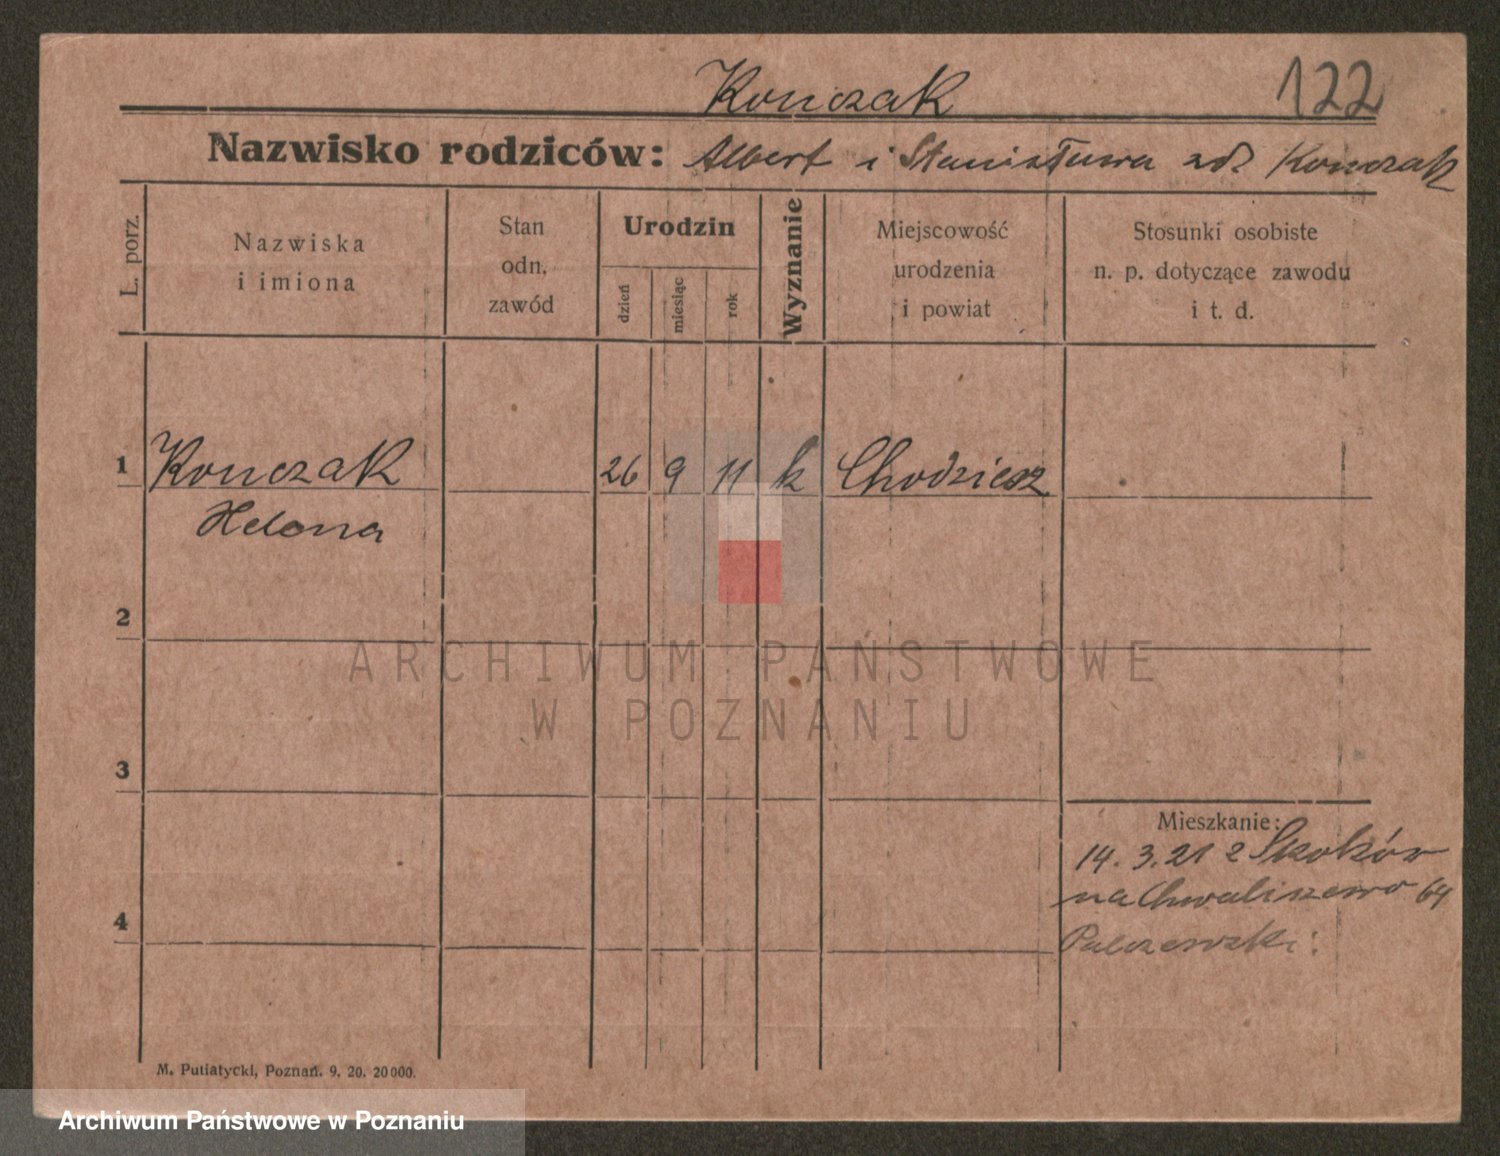 Konczak
122
Nazwisko rodziców: Albert i Stanisława zd. Konczak
L. porz.
Nazwiska
i imiona
Stan
odn.
zawód
Urodzin
dzień
miesiąc
rok
Wyznanie
Miejscowość
urodzenia
i powiat
Stosunki osobiste
n. p. dotyczące zawodu
i t. d.
1 Konczak 26 9 11 k Chodziesz
Helena
2
ARCHIWUM PAŃSTWOWE
W POZNANIU
3
Mieszkanie:
14.3.21 z Skoków
na Chwaliszewo 64
4
M. Putiatycki, Poznań. 9. 20. 20000.
Archiwum Państwowe w Poznaniu